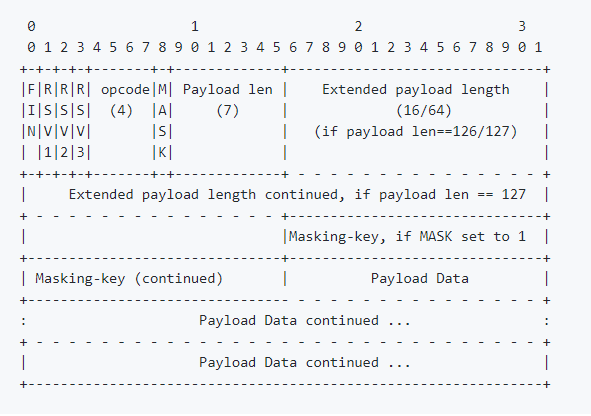 0                   1                   2                   3
 0 1 2 3 4 5 6 7 8 9 0 1 2 3 4 5 6 7 8 9 0 1 2 3 4 5 6 7 8 9 0 1
+-+-+-+-+-------+-+-------------+-------------------------------+
|F|R|R|R| opcode|M| Payload len |    Extended payload length    |
|I|S|S|S|  (4)  |A|     (7)     |             (16/64)           |
|N|V|V|V|       |S|             |   (if payload len==126/127)   |
| |1|2|3|       |K|             |                               |
+-+-+-+-+-------+-+-------------+ - - - - - - - - - - - - - - - +
|     Extended payload length continued, if payload len == 127  |
+ - - - - - - - - - - - - - - - +-------------------------------+
|                               |Masking-key, if MASK set to 1  |
+-------------------------------+-------------------------------+
| Masking-key (continued)       |          Payload Data         |
+-------------------------------- - - - - - - - - - - - - - - - +
:                     Payload Data continued ...                :
+ - - - - - - - - - - - - - - - - - - - - - - - - - - - - - - - +
|                     Payload Data continued ...                |
+---------------------------------------------------------------+